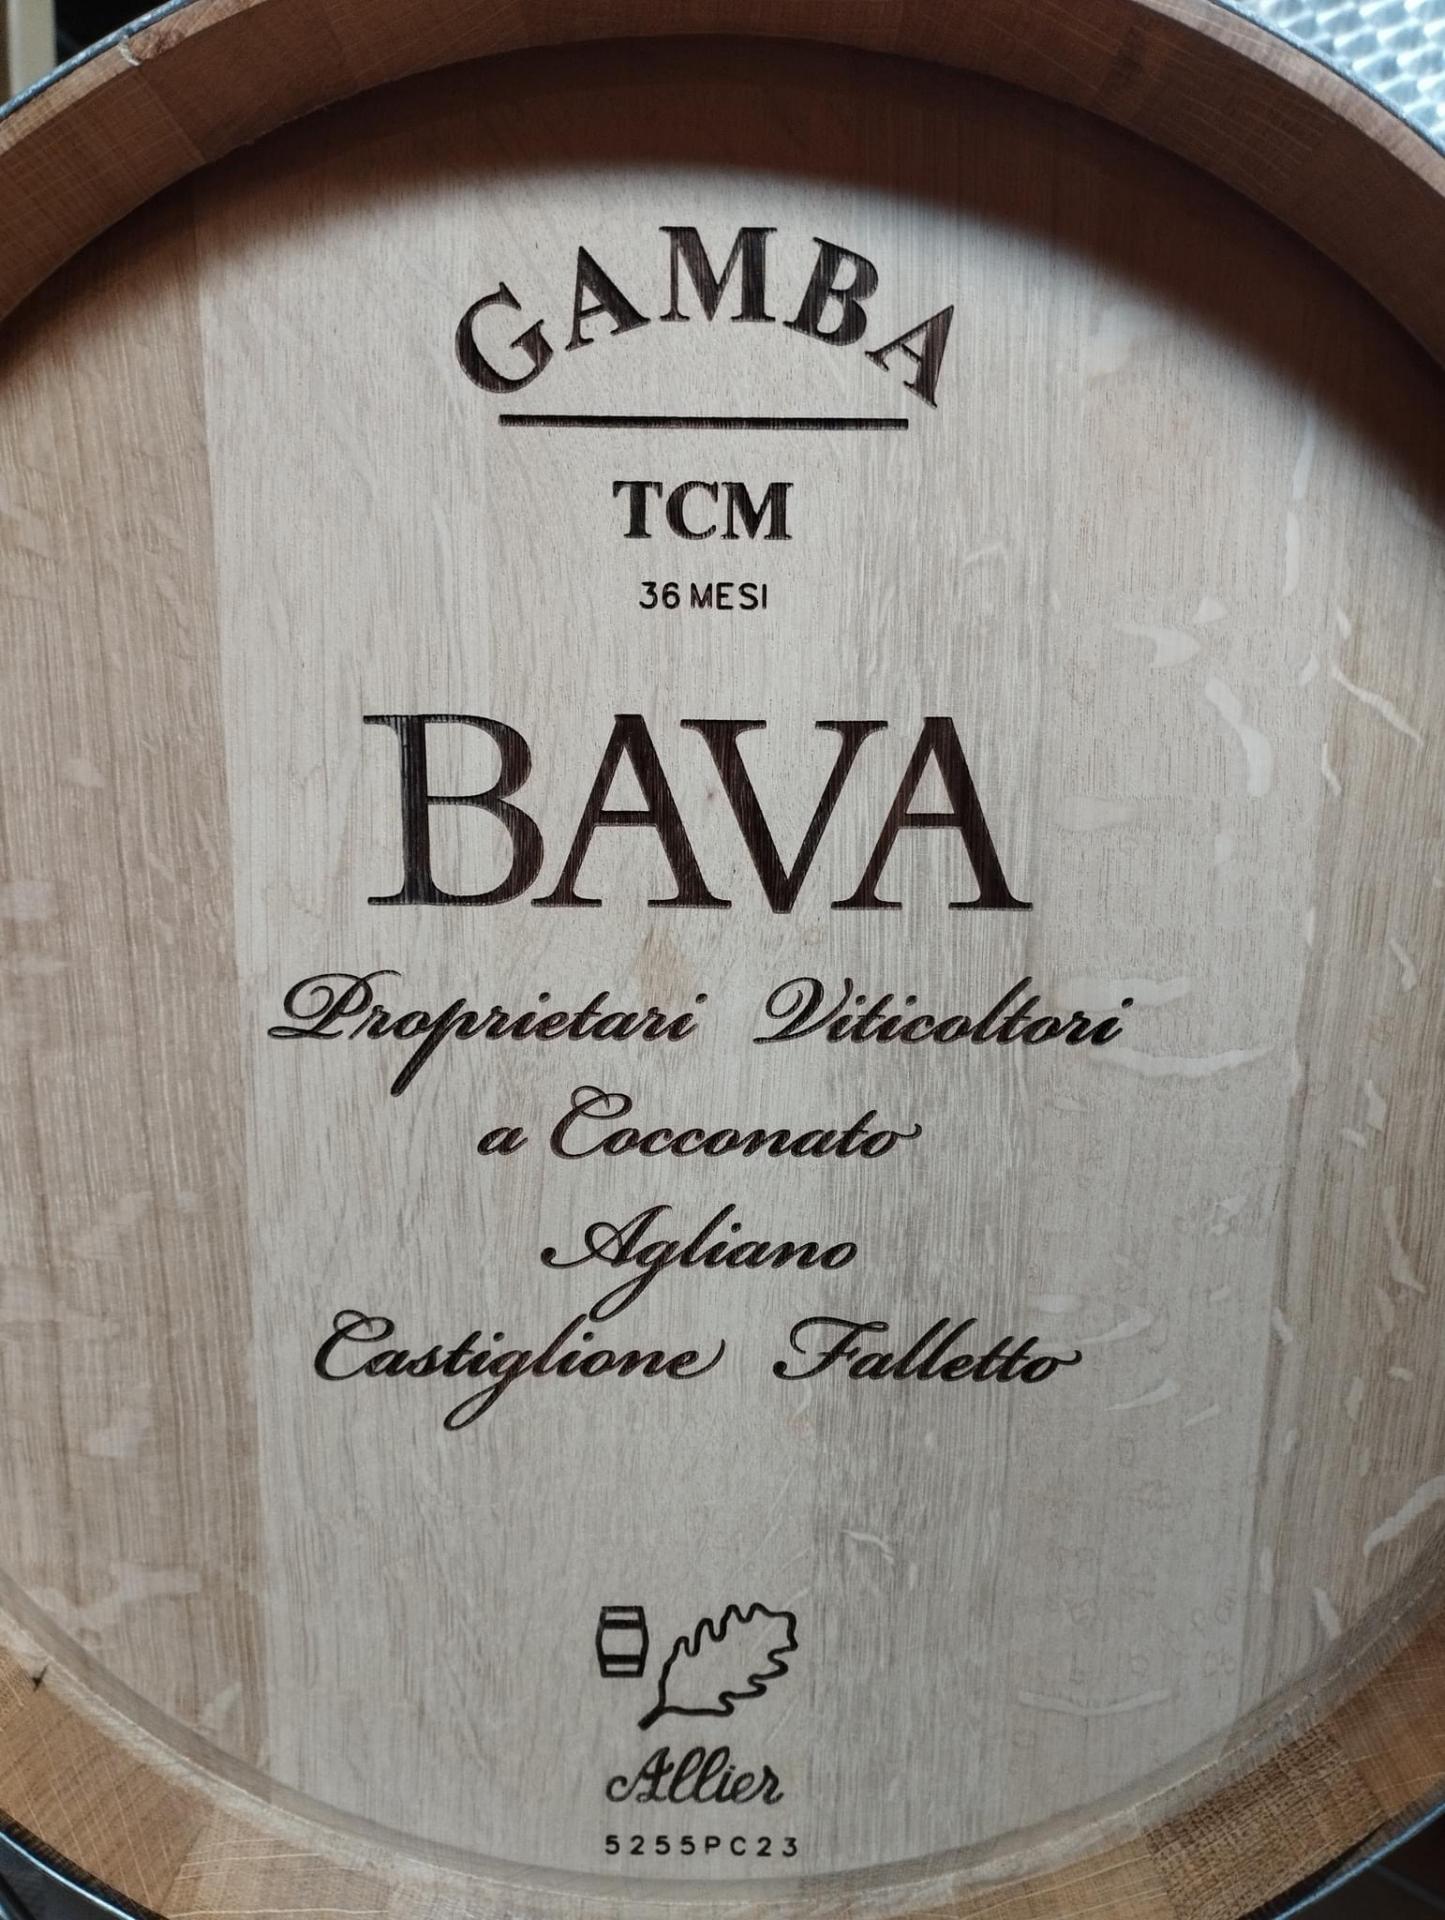 GAMBA
TCM
36 MESI
BAVA
Proprietari Viticoltori
a Cocconato
Agliano
Castiglione Falletto
Allier
5255PC23